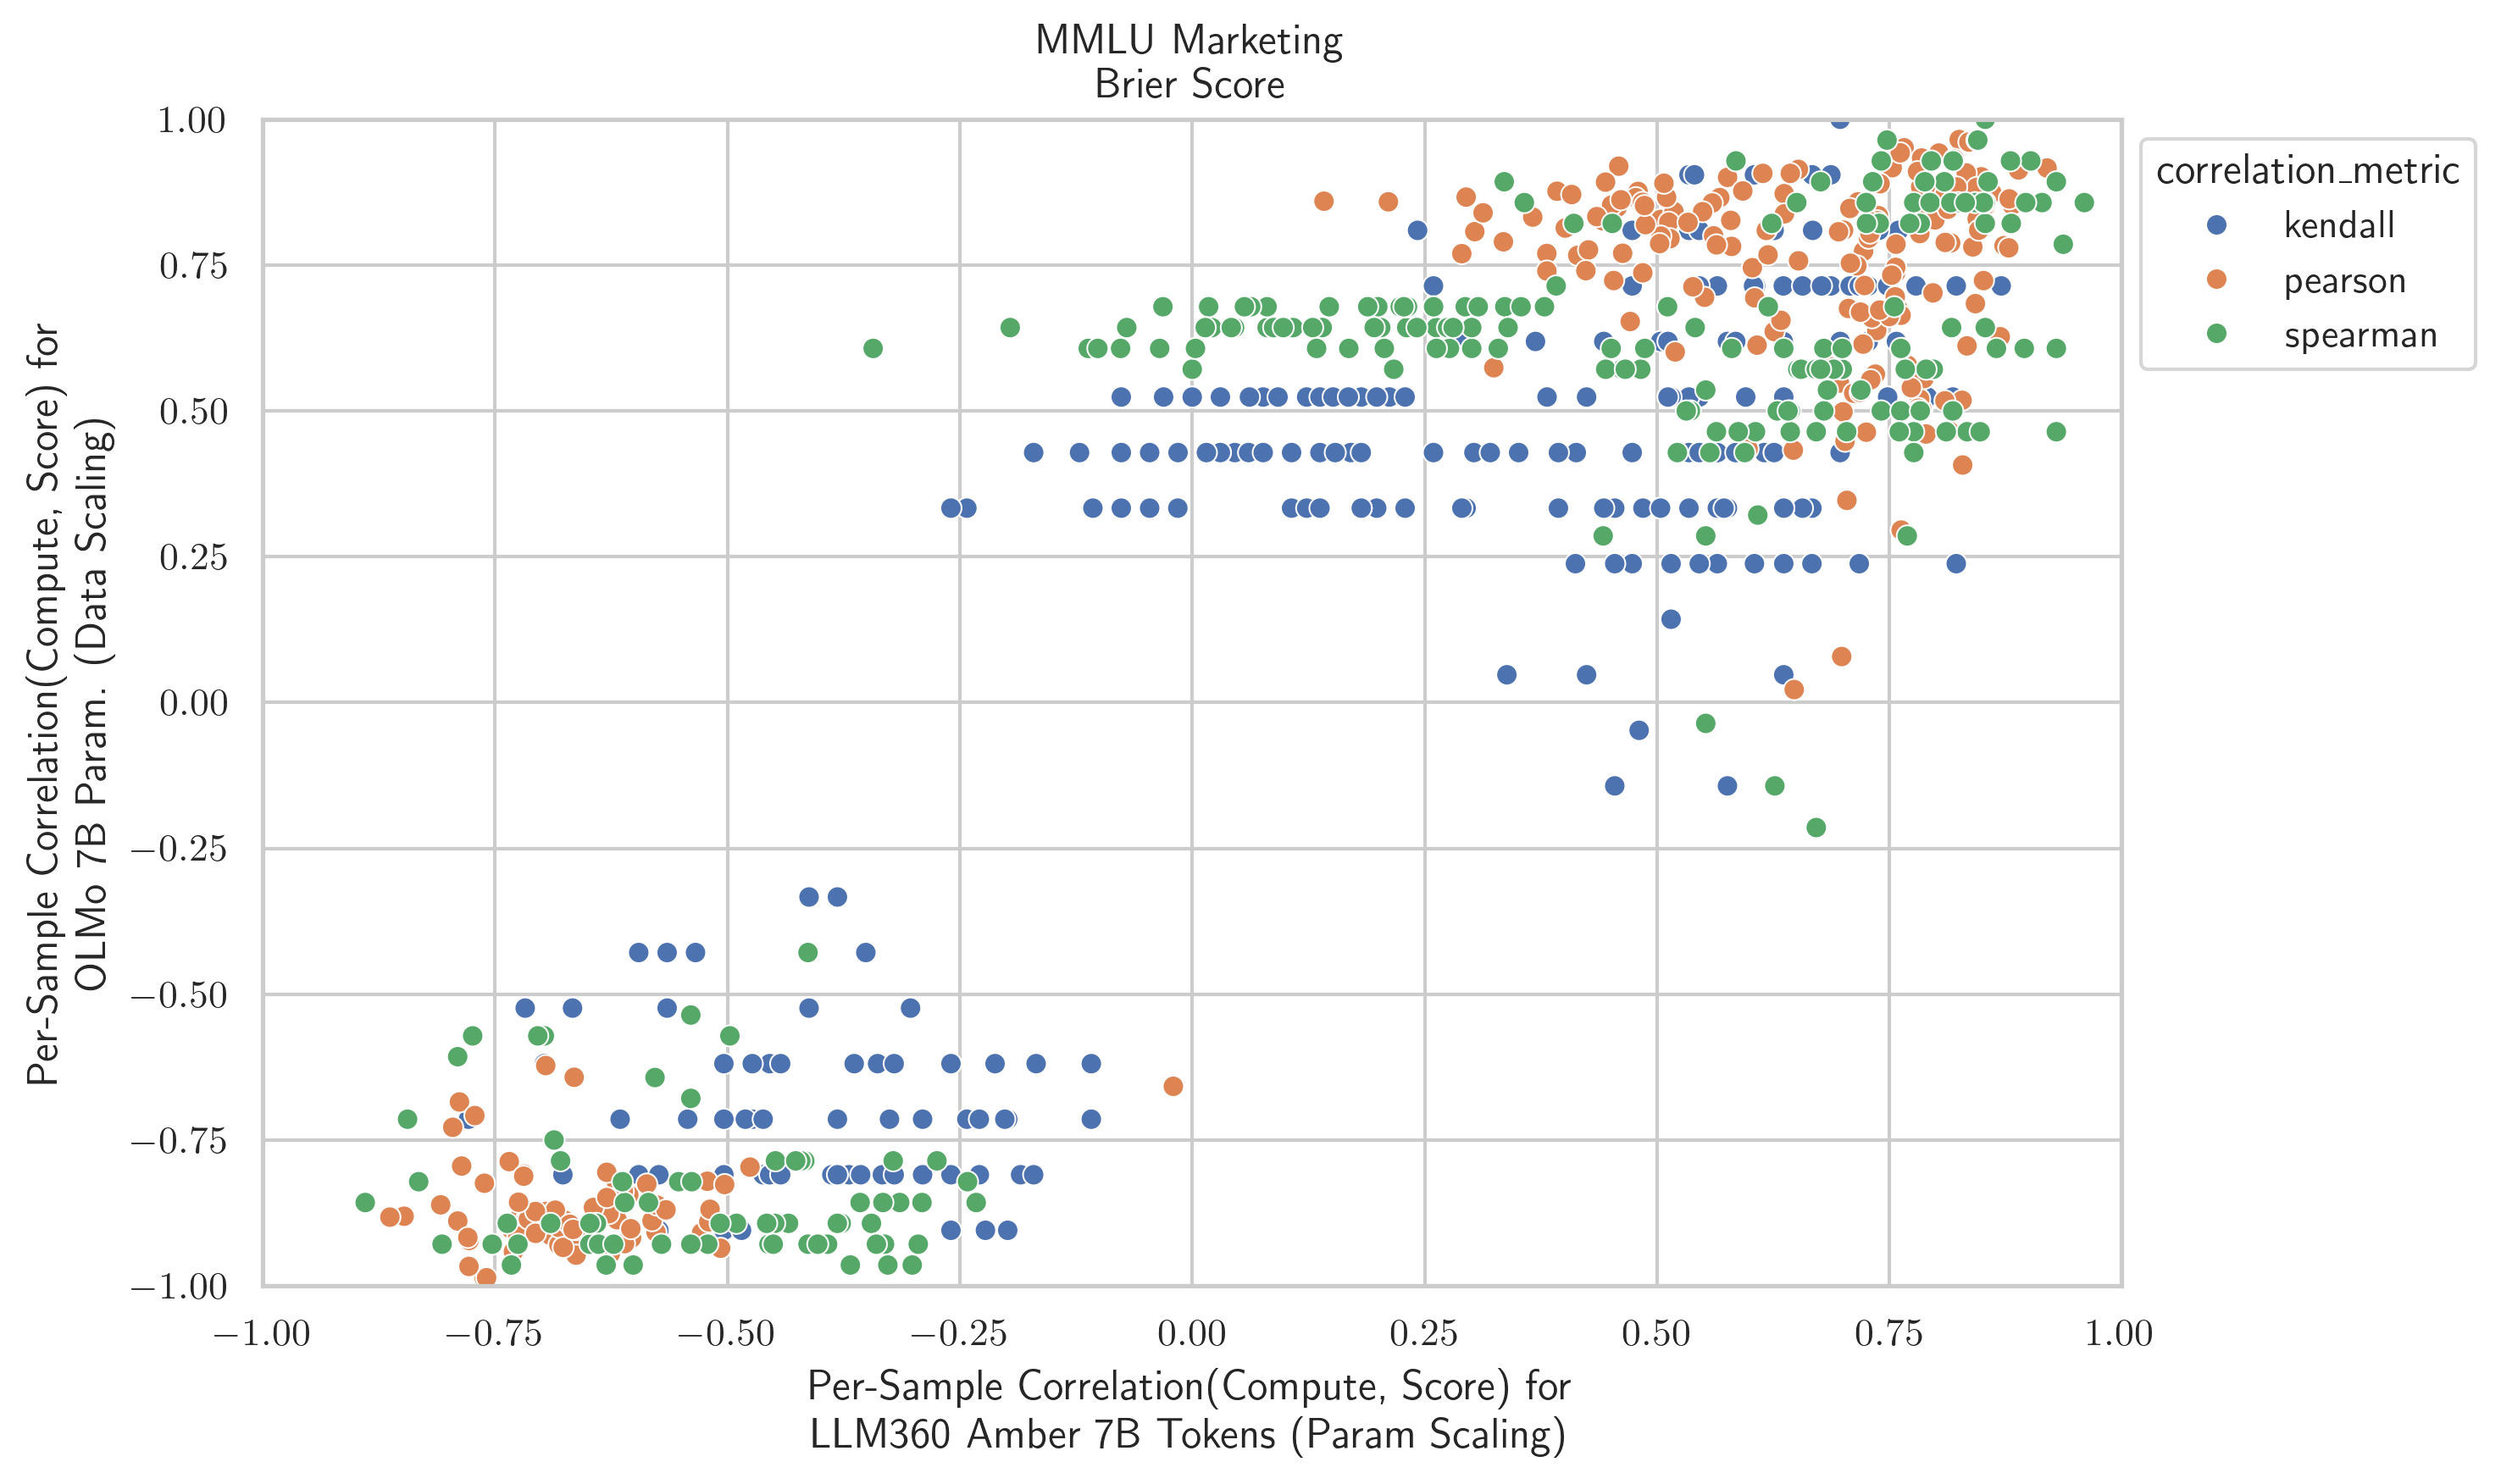 MMLU Marketing
Brier Score
Per-Sample Correlation(Compute, Score) for
OLMo 7B Param. (Data Scaling)
1.00
0.75
0.50
0.25
0.00
−0.25
−0.50
−0.75
−1.00
−1.00 −0.75 −0.50 −0.25 0.00 0.25 0.50 0.75 1.00
Per-Sample Correlation(Compute, Score) for
LLM360 Amber 7B Tokens (Param Scaling)
correlation_metric
kendall
pearson
spearman